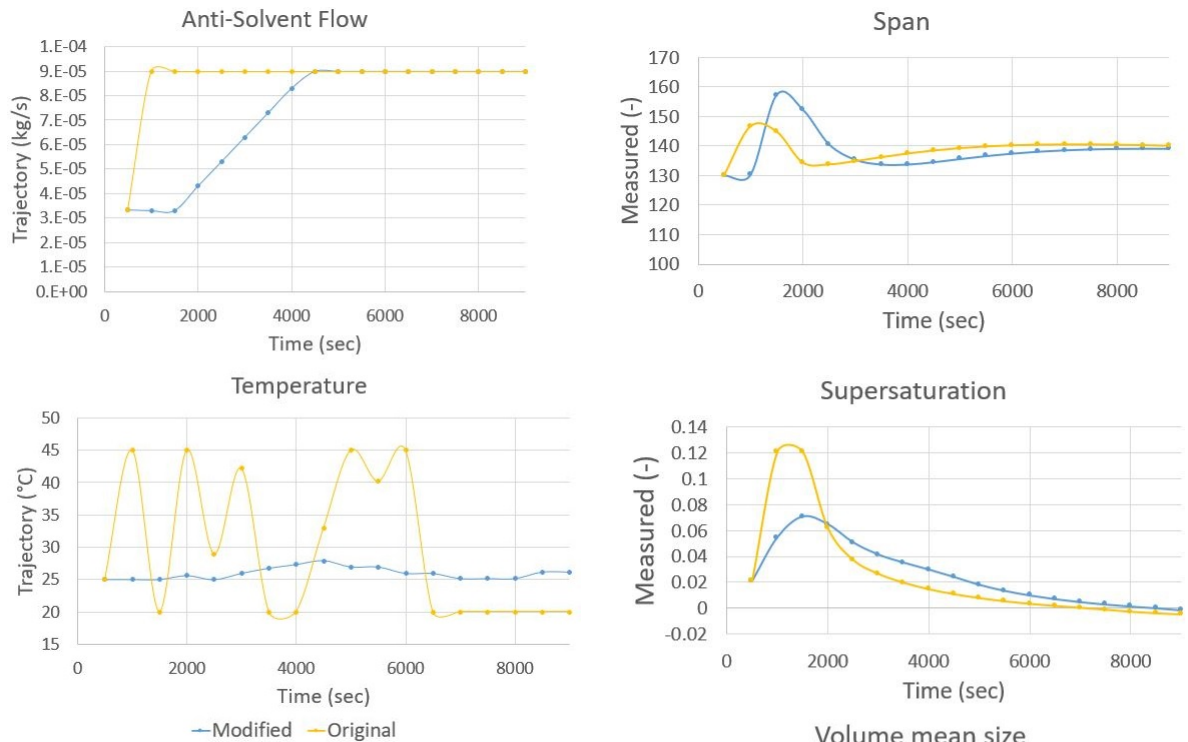 Anti-Solvent Flow
1.E-04
9.E-05
8.E-05
7.E-05
6.E-05
5.E-05
4.E-05
3.E-05
2.E-05
1.E-05
0.E+00
Trajectory (kg/s)
0 2000 4000 6000 8000
Time (sec)
Span
170
160
150
140
130
120
110
100
Measured (-)
0 2000 4000 6000 8000
Time (sec)
Temperature
50
45
40
35
30
25
20
15
Trajectory (°C)
0 2000 4000 6000 8000
Time (sec)
Modified Original
Supersaturation
0.14
0.12
0.1
0.08
0.06
0.04
0.02
0
-0.02
Measured (-)
0 2000 4000 6000 8000
Time (sec)
Volume mean size